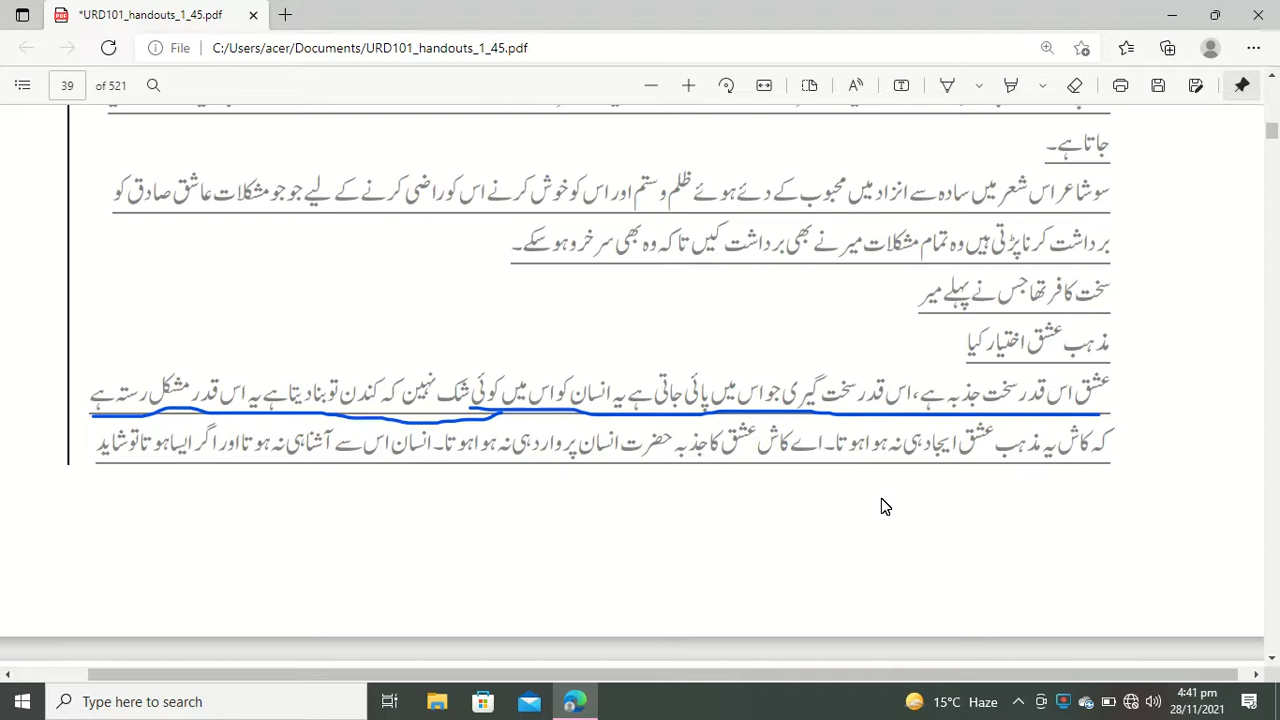 *URD101_handouts_1_45.pdf
File C:/Users/acer/Documents/URD101_handouts_1_45.pdf
39 of 521
جاتا ہے۔
سو شاعر اس شعر میں سادہ سے انزاد میں محبوب کے دئے ہوئے ظلم و ستم اور اس کو خوش کرنے اس کو راضی کرنے کے لیے جو جو مشکلات عاشق صادق کو
برداشت کرنا پڑتی ہیں وہ تمام مشکلات میر نے بھی برداشت کیں تاکہ وہ بھی سرخرو ہو سکے۔
سخت کافر تھا جس نے پہلے میر
مذہب عشق اختیار کیا
عشق اس قدر سخت جذبہ ہے، اس قدر سخت گیری جو اس میں پائی جاتی ہے یہ انسان کو اس میں کوئی شک نہین کہ کندن تو بنا دیتا ہے یہ اس قدر مشکل رستہ ہے
کہ کاش یہ مذہب عشق ایجاد ہی نہ ہوا ہوتا۔ اے کاش عشق کا جذبہ حضرت انسان پر وارد ہی نہ ہوا ہوتا۔ انسان اس سے آشنا ہی نہ ہوتا اور اگر ایسا ہوتا تو شاید
Type here to search
15°C Haze
4:41 pm
28/11/2021